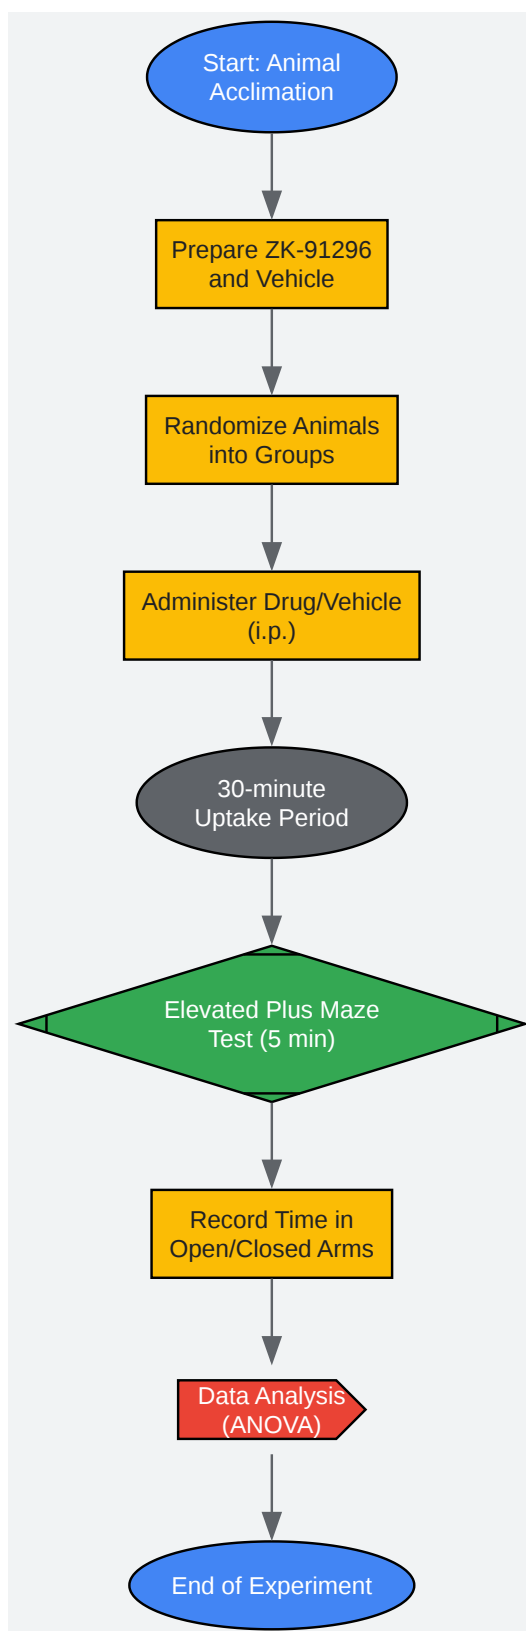 Start: Animal
Acclimation
Prepare ZK-91296
and Vehicle
Randomize Animals
into Groups
Administer Drug/Vehicle
(i.p.)
30-minute
Uptake Period
Elevated Plus Maze
Test (5 min)
Record Time in
Open/Closed Arms
Data Analysis
(ANOVA)
End of Experiment